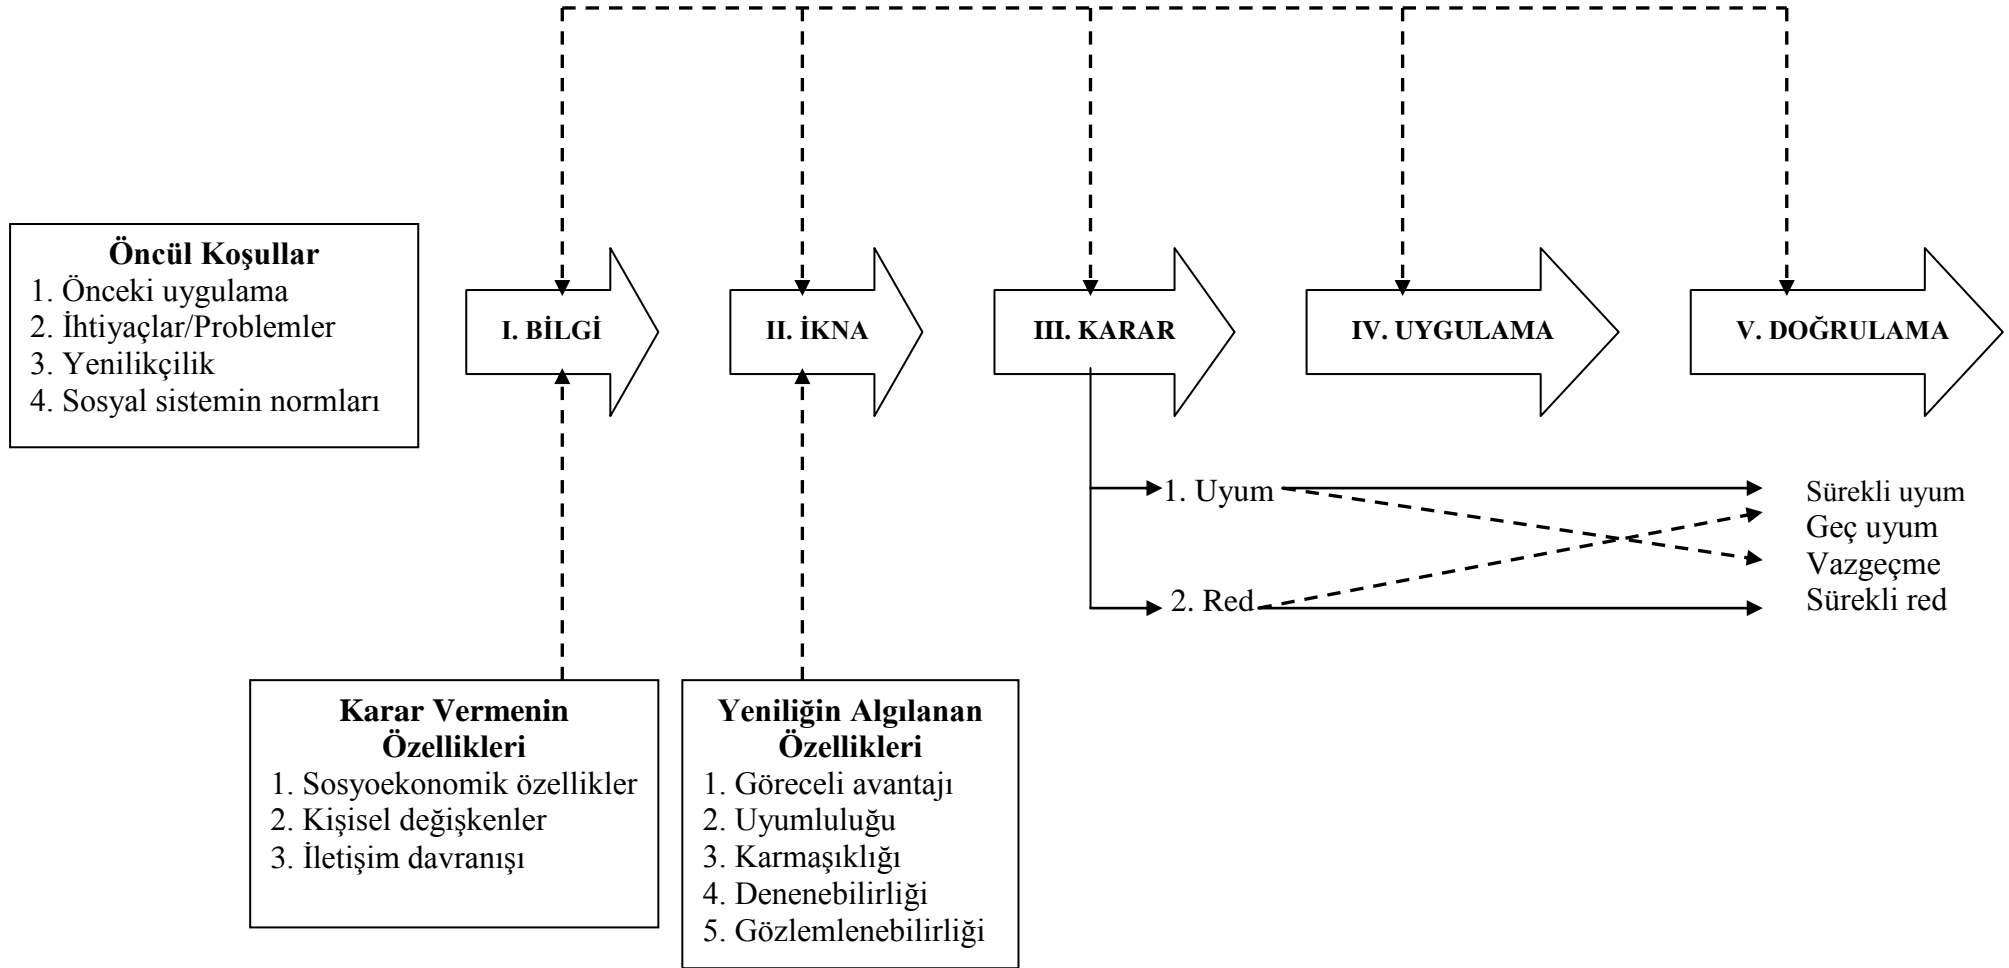 Öncül Koşullar
1. Önceki uygulama
2. İhtiyaçlar/Problemler
3. Yenilikçilik
4. Sosyal sistemin normları
I. BİLGİ
II. İKNA
III. KARAR
IV. UYGULAMA
V. DOĞRULAMA
1. Uyum
2. Red
Sürekli uyum
Geç uyum
Vazgeçme
Sürekli red
Karar Vermenin
Özellikleri
1. Sosyoekonomik özellikler
2. Kişisel değişkenler
3. İletişim davranışı
Yeniliğin Algılanan
Özellikleri
1. Göreceli avantajı
2. Uyumluluğu
3. Karmaşıklığı
4. Denenebilirliği
5. Gözlemlenebilirliği